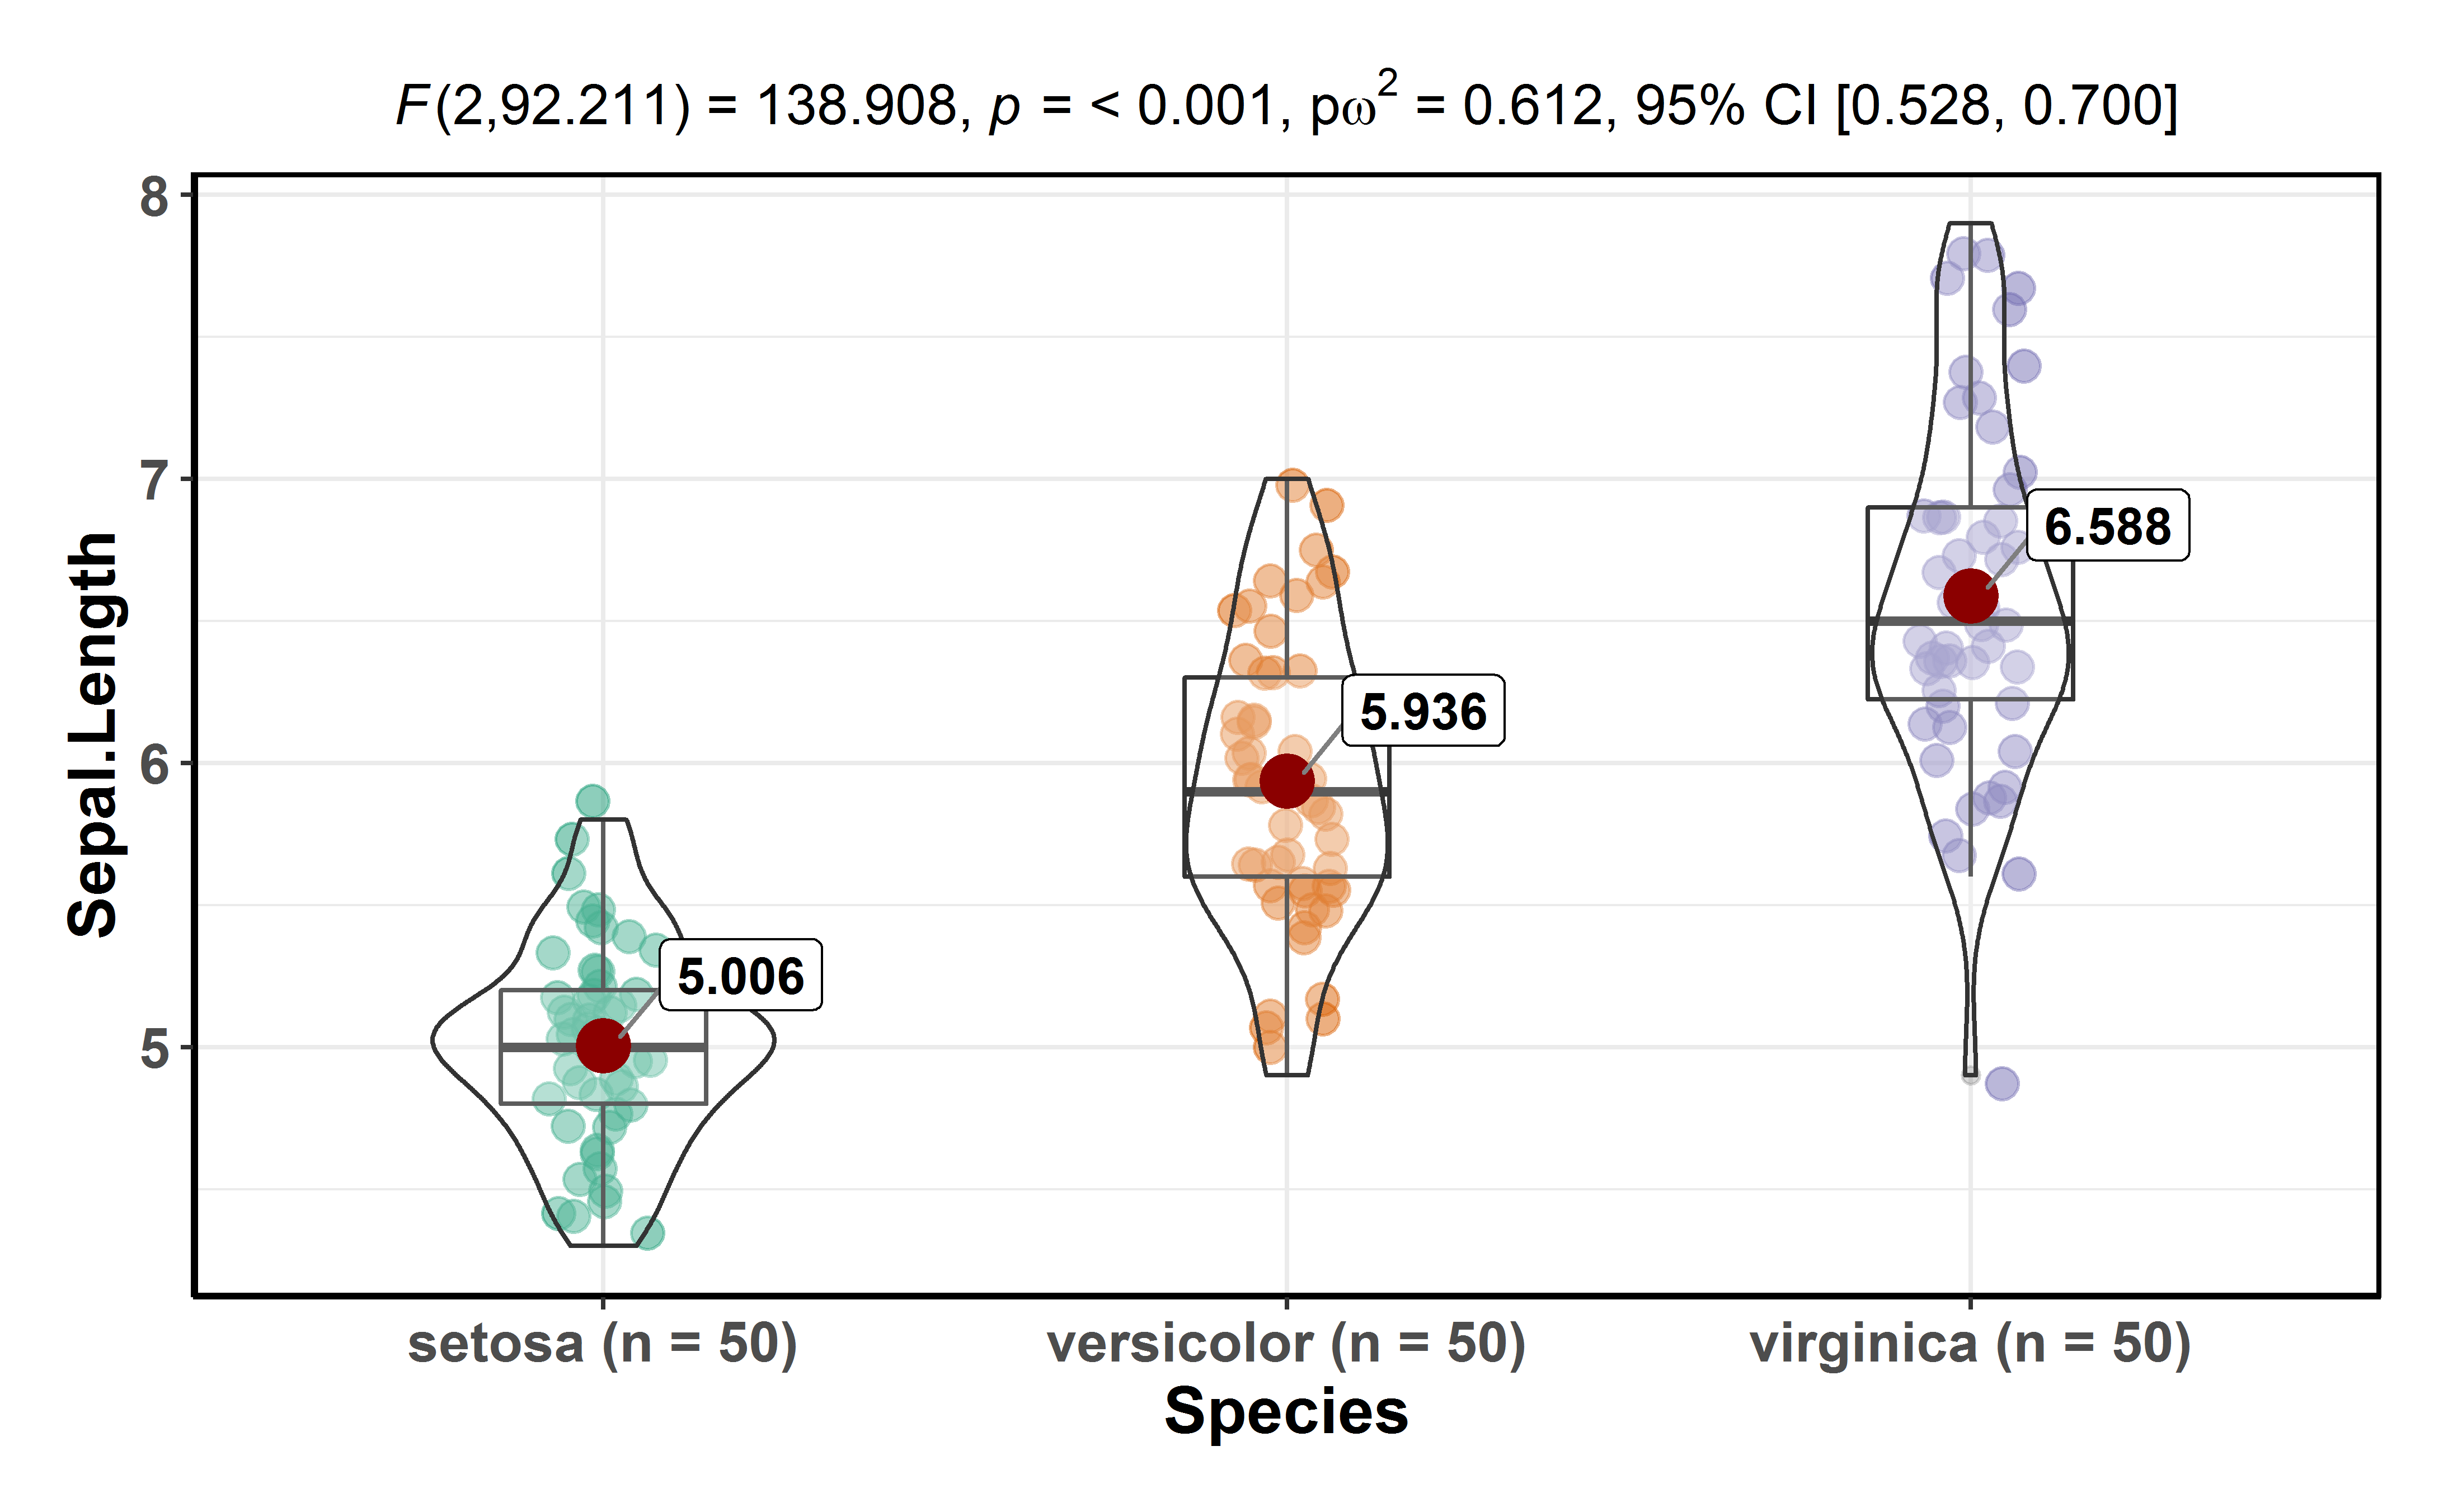 F(2,92.211) = 138.908, p = < 0.001, pω² = 0.612, 95% CI [0.528, 0.700]
8
7
6
5
Sepal.Length
6.588
5.936
5.006
setosa (n = 50)
versicolor (n = 50)
virginica (n = 50)
Species